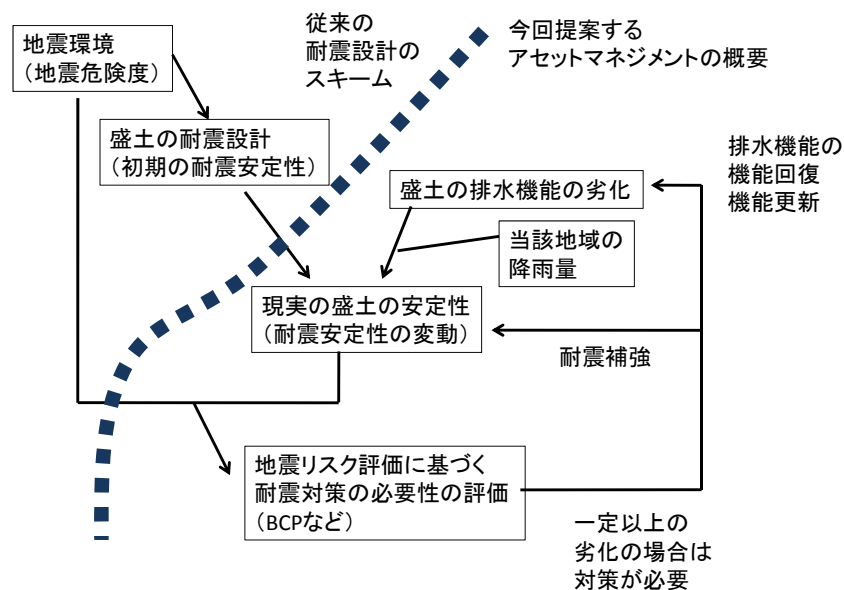 地震環境
（地震危険度）
従来の
耐震設計の
スキーム
今回提案する
アセットマネジメントの概要
盛土の耐震設計
（初期の耐震安定性）
排水機能の
機能回復
機能更新
盛土の排水機能の劣化
当該地域の
降雨量
現実の盛土の安定性
（耐震安定性の変動）
耐震補強
地震リスク評価に基づく
耐震対策の必要性の評価
（BCPなど）
一定以上の
劣化の場合は
対策が必要